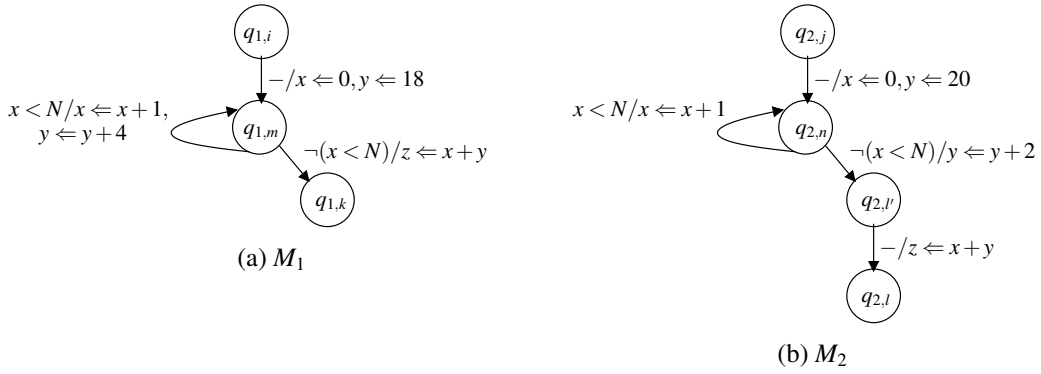 q1,i
−/x ⇐ 0, y ⇐ 18
x < N/x ⇐ x+1,
y ⇐ y+4
q1,m
¬(x < N)/z ⇐ x+y
q1,k
(a) M1
q2,j
−/x ⇐ 0, y ⇐ 20
x < N/x ⇐ x+1
q2,n
¬(x < N)/y ⇐ y+2
q2,l′
−/z ⇐ x+y
q2,l
(b) M2